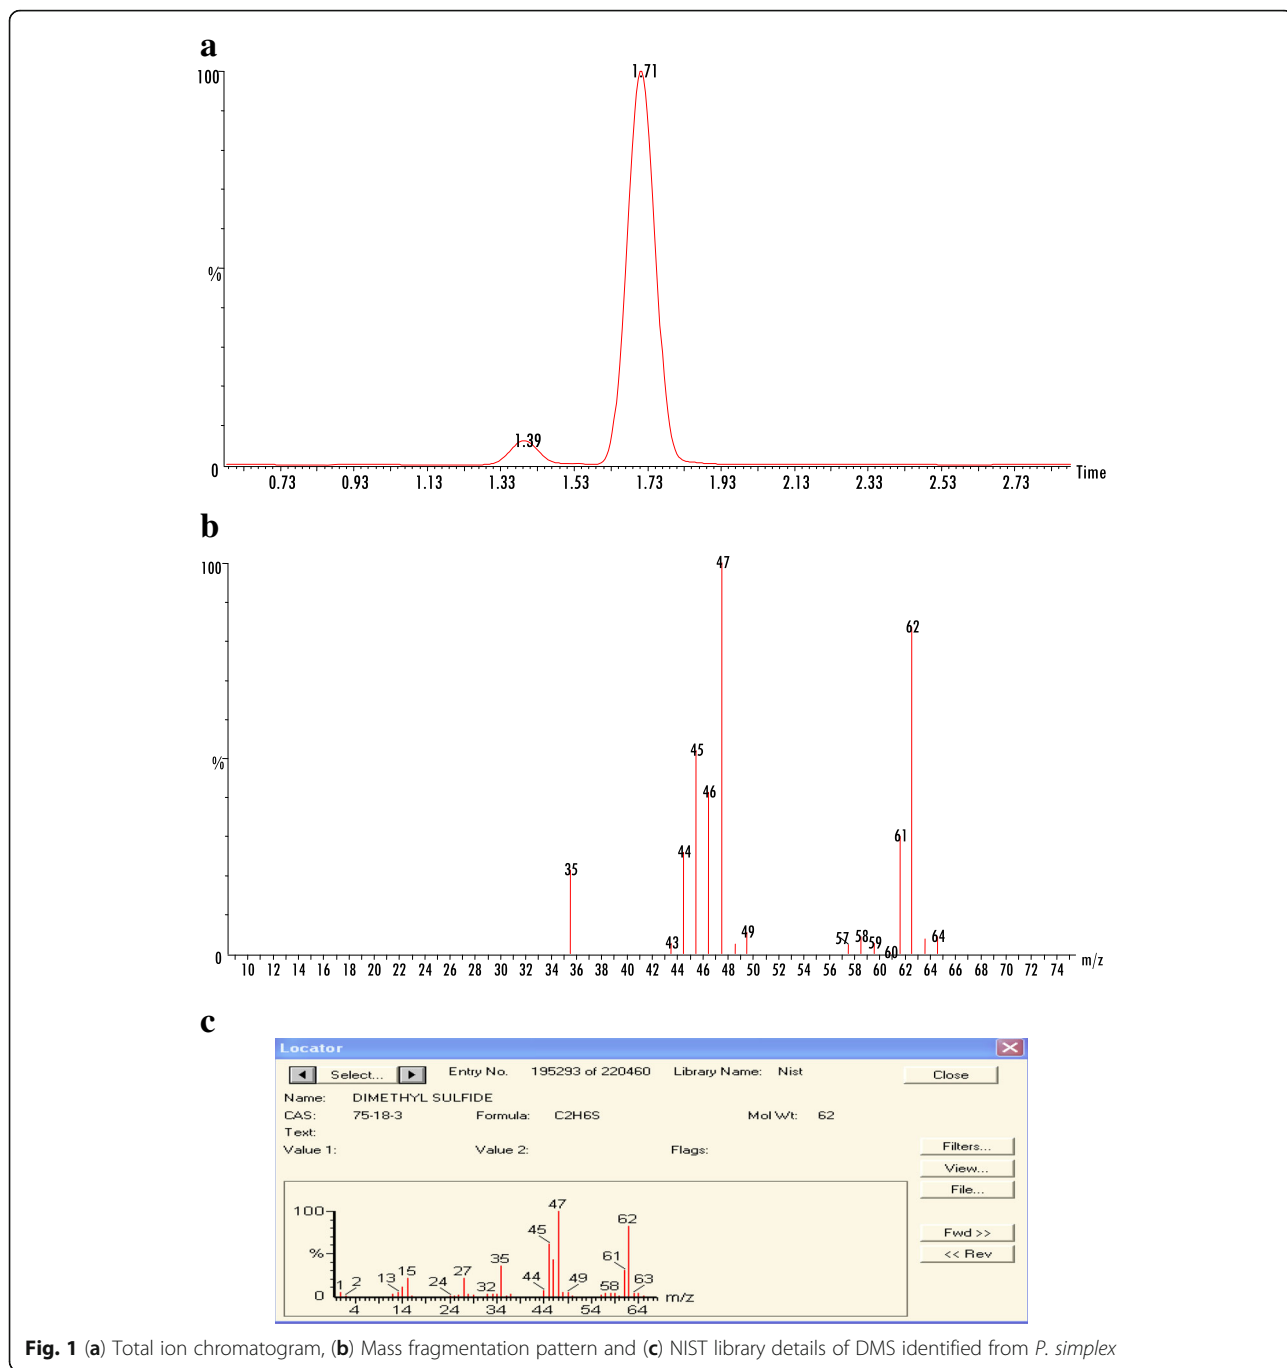 a
100
1.71
%
1.39
0
0.73 0.93 1.13 1.33 1.53 1.73 1.93 2.13 2.33 2.53 2.73 Time
b
100
47
62
45
46
61
44
35
%
43 49 57 58 59 60 64
0
10 12 14 16 18 20 22 24 26 28 30 32 34 36 38 40 42 44 46 48 50 52 54 56 58 60 62 64 66 68 70 72 74 m/z
c
Locator
Select... Entry No. 195293 of 220460 Library Name: Nist Close
Name: DIMETHYL SULFIDE
CAS: 75-18-3 Formula: C2H6S Mol Wt: 62
Text:
Value 1: Value 2: Flags:
Filters...
View...
File...
Fwd >>
<< Rev
100
47
62
45
%
61
35
27
15
13
44
49
24
32
58
63
1 2
0
4 14 24 34 44 54 64 m/z
Fig. 1 (a) Total ion chromatogram, (b) Mass fragmentation pattern and (c) NIST library details of DMS identified from P. simplex